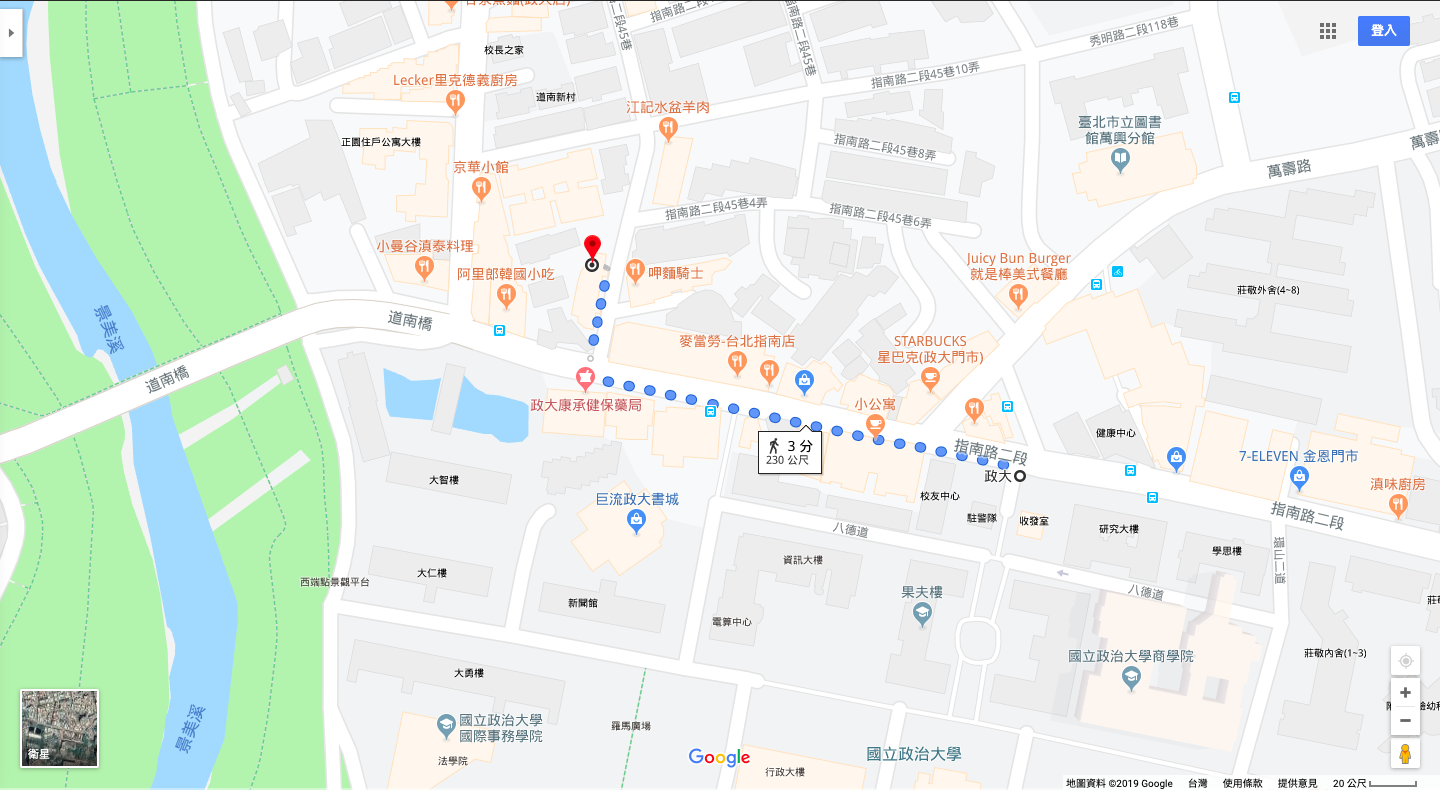 登入
校長之家
Lecker里克德義廚房
道南新村
指南路二段45巷
指南路二段45巷10弄
秀明路二段118巷
江記水盆羊肉
正園住戶公寓大樓
臺北市立圖書
館萬興分館
指南路二段45巷8弄
萬壽路
京華小館
指南路二段45巷4弄
指南路二段45巷6弄
小曼谷滇泰料理
阿里郎韓國小吃
呷麵騎士
Juicy Bun Burger
就是棒美式餐廳
莊敬外舍(4~8)
景美溪
道南橋
道南橋
麥當勞-台北指南店
STARBUCKS
星巴克(政大門市)
政大康承健保藥局
小公寓
3 分
230 公尺
指南路二段
健康中心
政大
7-ELEVEN 金恩門市
滇味廚房
大智樓
巨流政大書城
校友中心
駐警隊
收發室
研究大樓
指南路二段
八德道
學思樓
環山二道
資訊大樓
大仁樓
西端點景觀平台
新聞館
果夫樓
八德道
電算中心
國立政治大學商學院
莊敬內舍(1~3)
大勇樓
景美溪
國立政治大學
國際事務學院
羅馬廣場
法學院
國立政治大學
行政大樓
衛星
Google
地圖資料 ©2019 Google 台灣 使用條款 提供意見 20 公尺